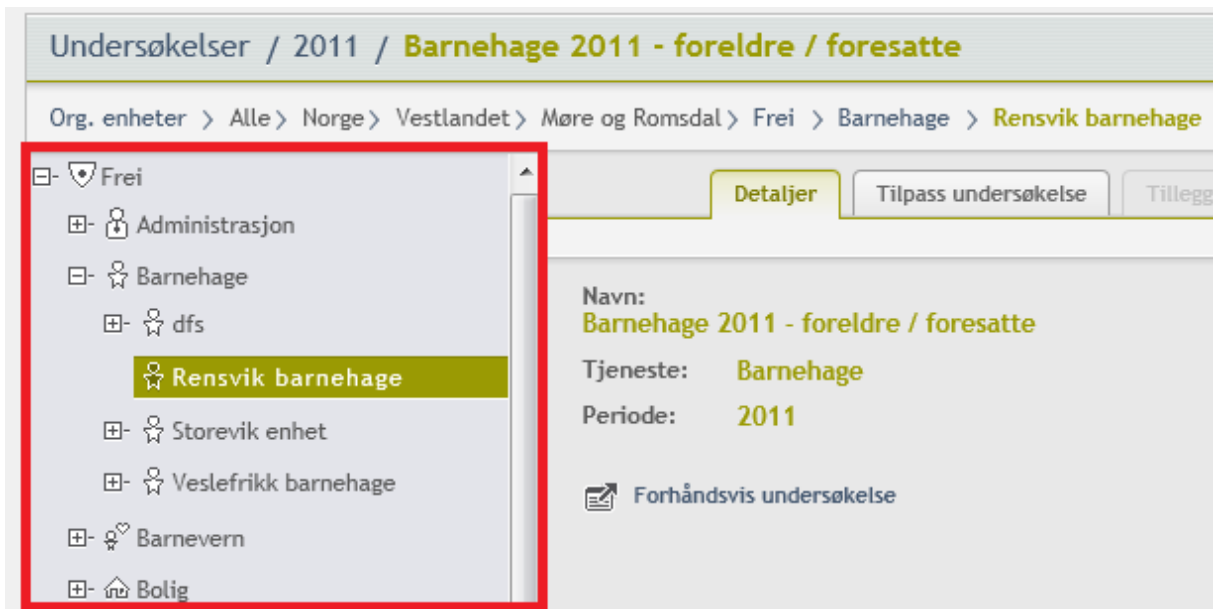 Undersøkelser / 2011 / Barnehage 2011 - foreldre / foresatte
Org. enheter > Alle > Norge > Vestlandet > Møre og Romsdal > Frei > Barnehage > Rensvik barnehage
Frei
Administrasjon
Barnehage
dfs
Rensvik barnehage
Storevik enhet
Veslefrikk barnehage
Barnevern
Bolig
Detaljer
Tilpass undersøkelse
Tillegg
Navn:
Barnehage 2011 - foreldre / foresatte
Tjeneste: Barnehage
Periode: 2011
Forhåndsvis undersøkelse